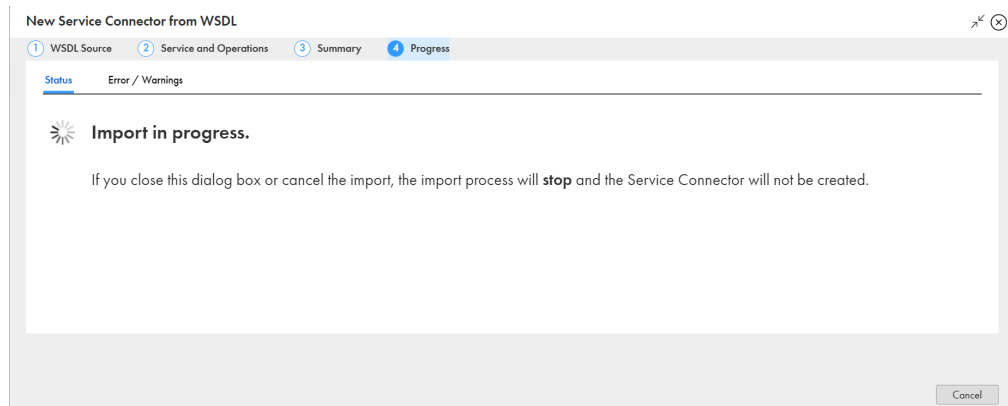 New Service Connector from WSDL
1 WSDL Source 2 Service and Operations 3 Summary 4 Progress
Status Error / Warnings
Import in progress.
If you close this dialog box or cancel the import, the import process will stop and the Service Connector will not be created.
Cancel